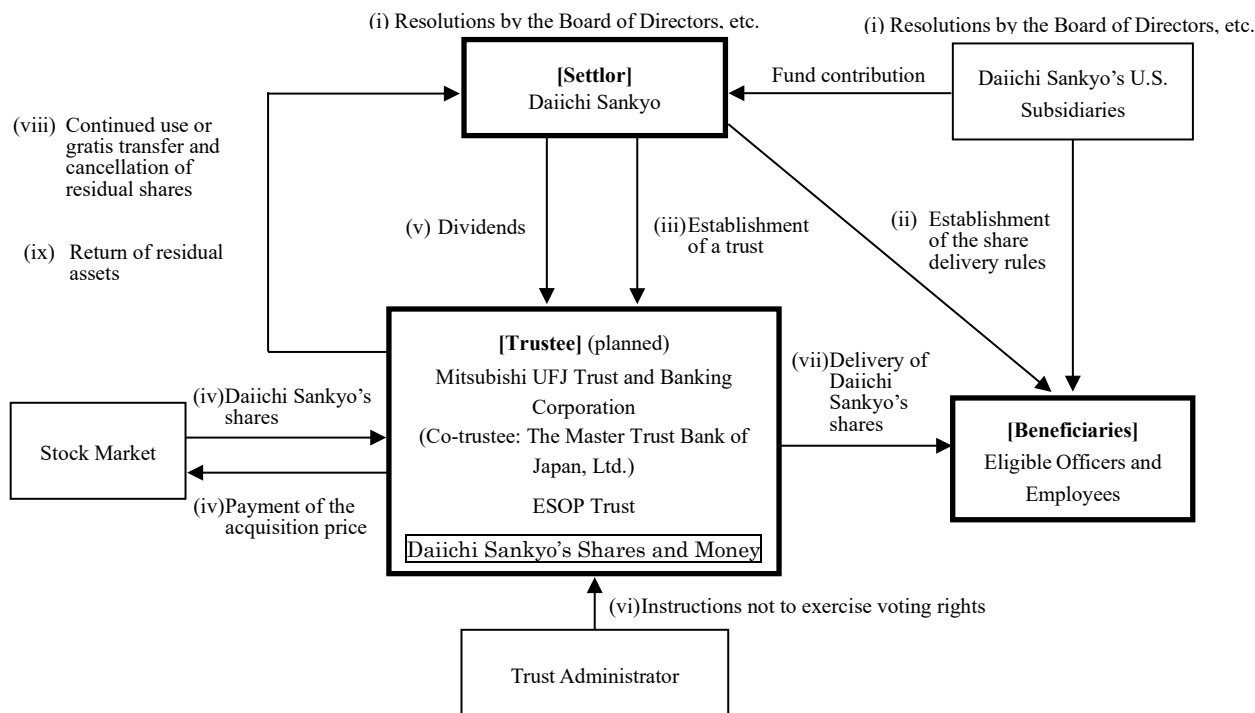 (i) Resolutions by the Board of Directors, etc.
(i) Resolutions by the Board of Directors, etc.
[Settlor]
Daiichi Sankyo
Fund contribution
Daiichi Sankyo’s U.S.
Subsidiaries
(viii) Continued use or
gratis transfer and
cancellation of
residual shares
(ix) Return of residual
assets
(v) Dividends
(iii)Establishment
of a trust
(ii) Establishment
of the share
delivery rules
[Trustee] (planned)
Mitsubishi UFJ Trust and Banking
Corporation
(Co-trustee: The Master Trust Bank of
Japan, Ltd.)
ESOP Trust
Daiichi Sankyo’s Shares and Money
(iv)Daiichi Sankyo’s
shares
Stock Market
(iv)Payment of the
acquisition price
(vii)Delivery of
Daiichi
Sankyo’s
shares
[Beneficiaries]
Eligible Officers and
Employees
(vi)Instructions not to exercise voting rights
Trust Administrator